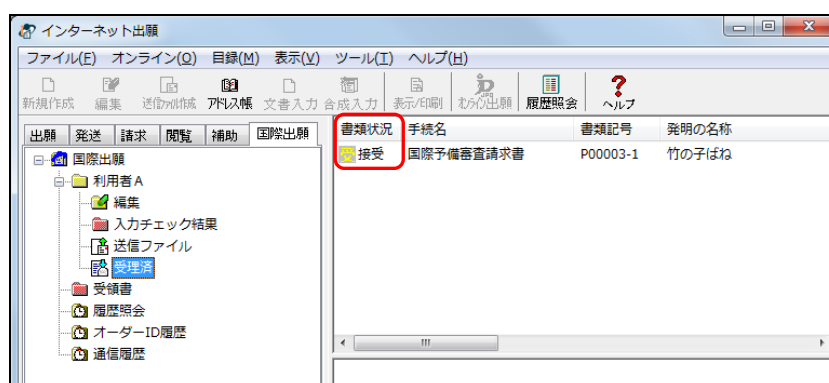 インターネット出願
ファイル(F) オンライン(O) 目録(M) 表示(V) ツール(T) ヘルプ(H)
新規作成 編集 送信ファイル作成 アドレス帳 文書入力 合成入力 表示/印刷 オンライン出願 履歴照会 ヘルプ
出願 発送 請求 閲覧 補助 国際出願
書類状況 手続名 書類記号 発明の名称
接受 国際予備審査請求書 P00003-1 竹の子ばね
国際出願
利用者A
編集
入力チェック結果
送信ファイル
受理済
受領書
履歴照会
オーダーID履歴
通信履歴